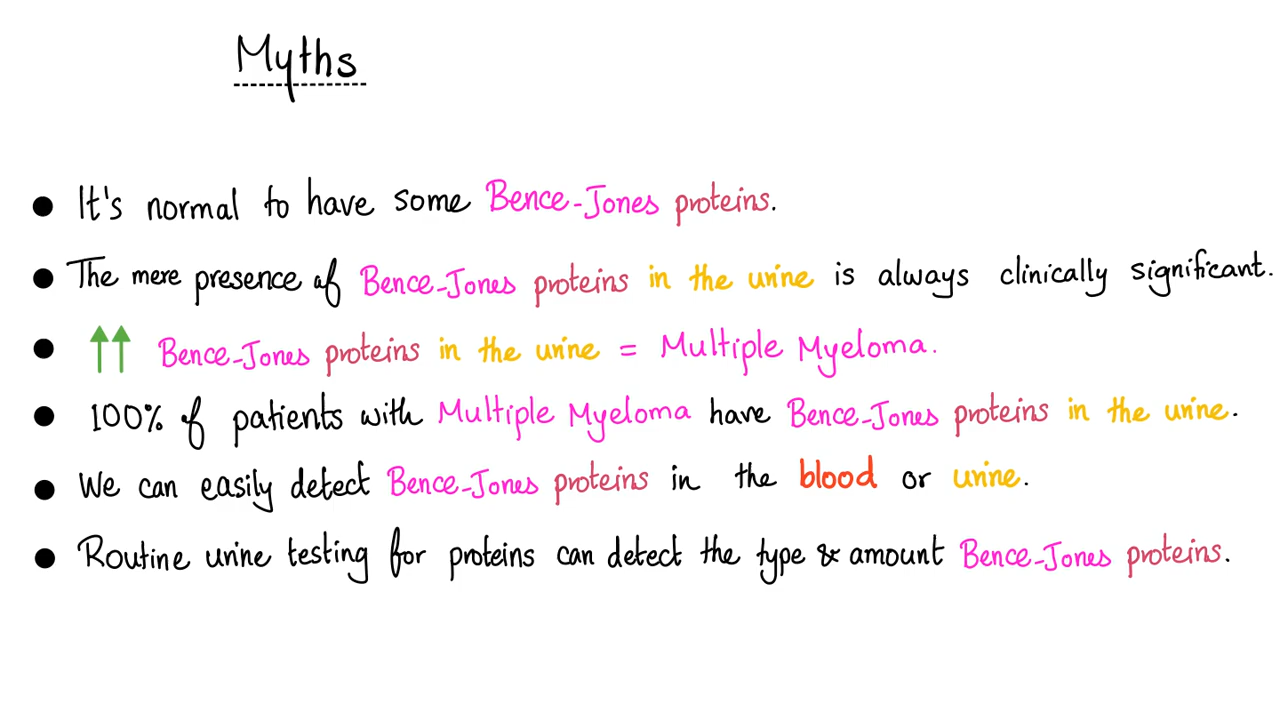 Myths
● It's normal to have some Bence-Jones proteins.
● The mere presence of Bence-Jones proteins in the urine is always clinically significant.
● ↑↑ Bence-Jones proteins in the urine = Multiple Myeloma.
● 100% of patients with Multiple Myeloma have Bence-Jones proteins in the urine.
● We can easily detect Bence-Jones proteins in the blood or urine.
● Routine urine testing for proteins can detect the type & amount Bence-Jones proteins.